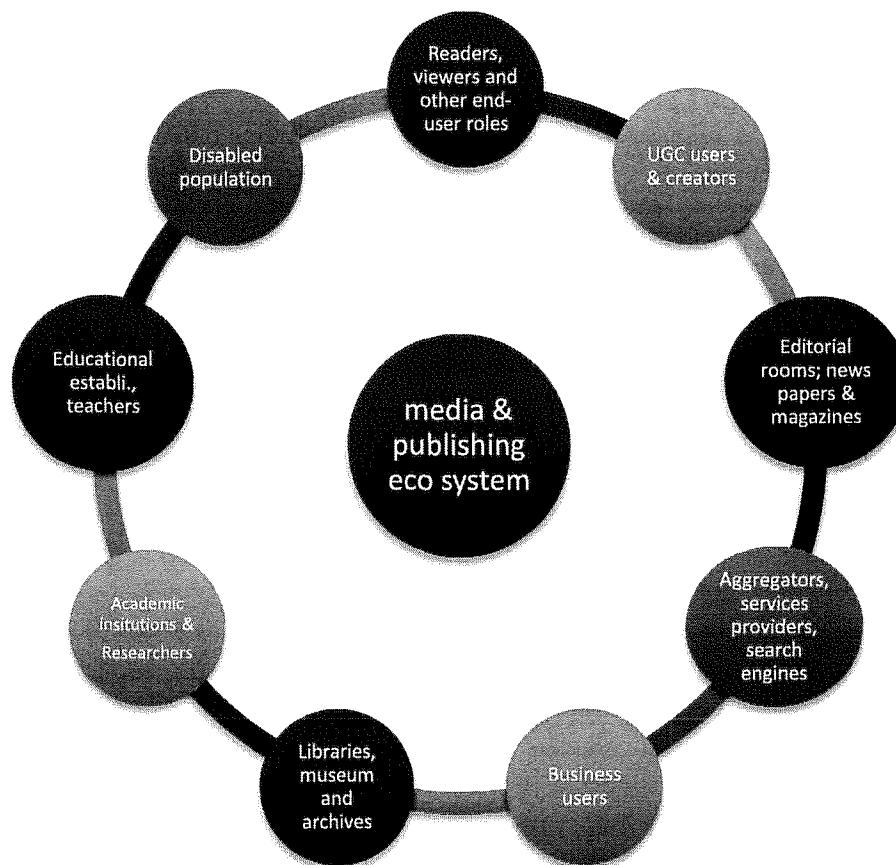 Readers,
viewers and
other end-
user roles
UGC users
& creators
Editorial
rooms; news
papers &
magazines
Aggregators,
services
providers,
search
engines
Business
users
Libraries,
museum
and
archives
Academic
insitutions &
Researchers
Educational
establi.,
teachers
Disabled
population
media &
publishing
eco system